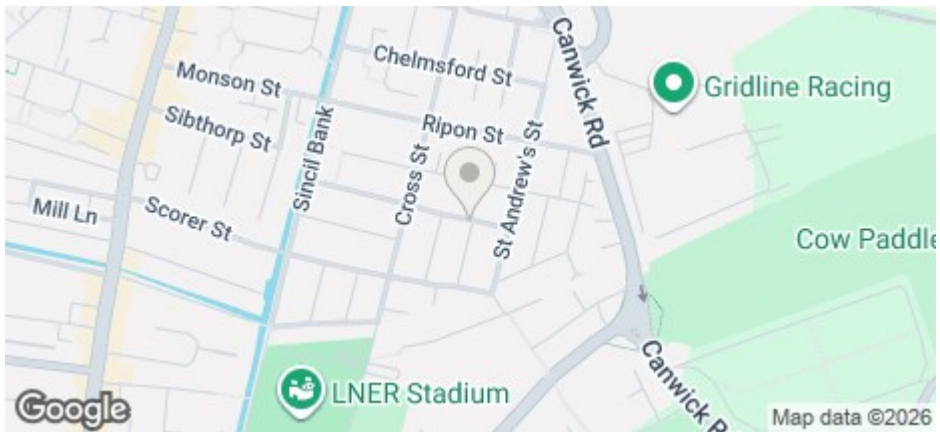 Chelmsford St
Monson St
Sibthorp St
Ripon St
Canwick Rd
Gridline Racing
Sincil Bank
Cross St
St Andrew's St
Mill Ln
Scorer St
Cow Paddle
LNER Stadium
Canwick R
Google
Map data ©2026